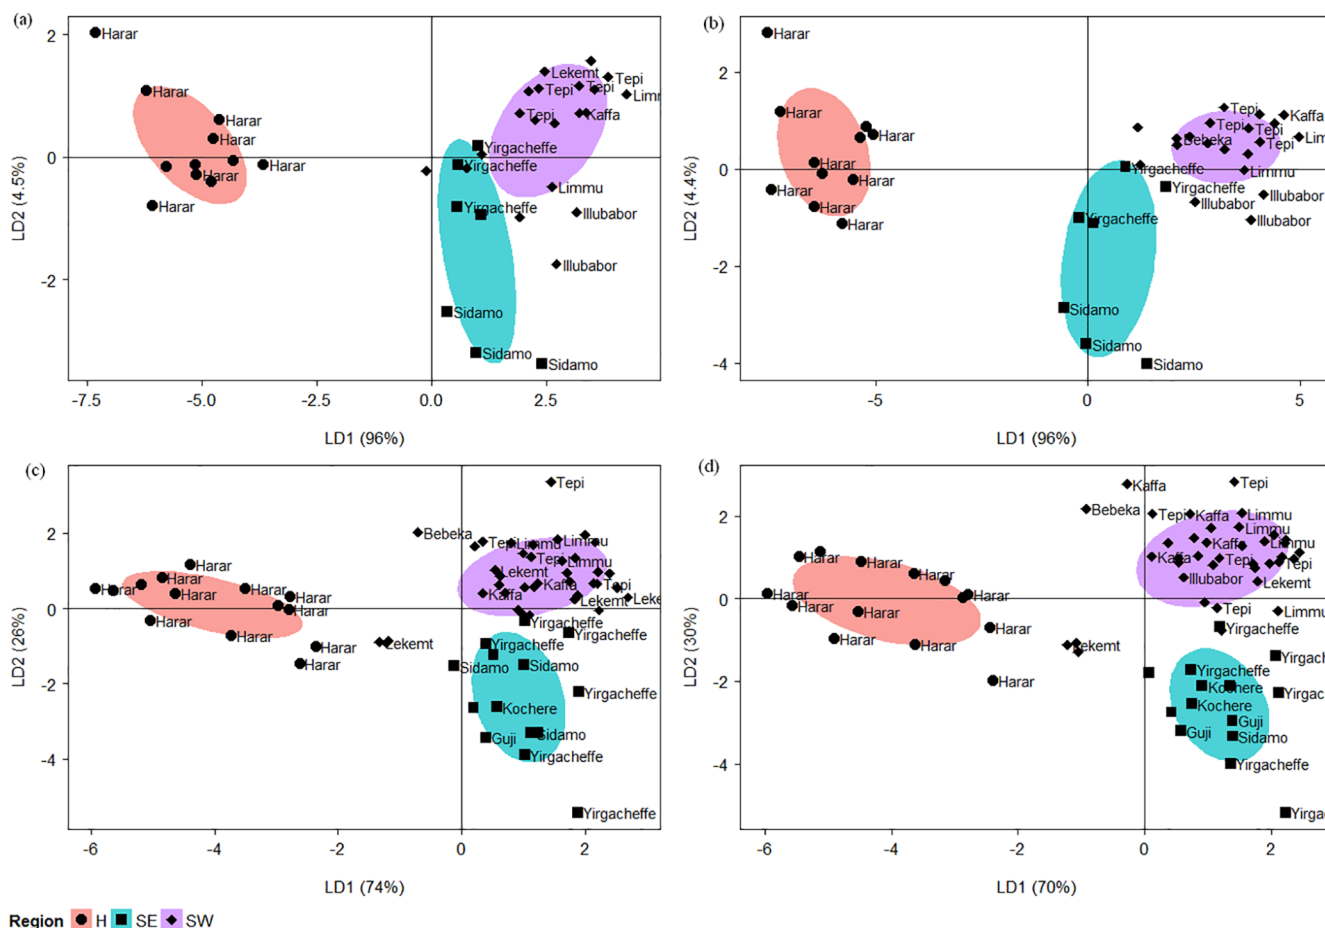 (a)
Harar
Harar
Harar
Harar
Harar
Harar
Harar
Lekemt
Tepi
Tepi
Tepi
Limmu
Tepi
Kaffa
Yirgacheffe
Yirgacheffe
Limmu
Yirgacheffe
Illubabor
Illubabor
Sidamo
Sidamo
Sidamo
2
0
-2
LD2 (4.5%)
-7.5 -5.0 -2.5 0.0 2.5
LD1 (96%)
(b)
Harar
Harar
Harar
Harar
Harar
Harar
Harar
Tepi
Kaffa
Tepi
Tepi
Bebeka
Tepi
Lim
Limmu
Yirgacheffe
Illubabor
Illubabor
Yirgacheffe
Sidamo
Sidamo
Sidamo
2
0
-2
-4
LD2 (4.4%)
-5 0 5
LD1 (96%)
(c)
Tepi
Bebeka
Tepi
Limmu
Limmu
Tepi
Limmu
Lekemt
Kaffa
Kaffa
Tepi
Lekemt
Leke
Harar
Harar
Harar
Harar
Harar
Harar
Harar
Harar
Harar
Harar
Harar
Lekemt
Yirgacheffe
Yirgacheffe
Yirgacheffe
Sidamo
Sidamo
Yirgacheffe
Kochere
Guji
Sidamo
Yirgacheffe
Yirgacheffe
2
0
-2
-4
LD2 (26%)
-6 -4 -2 0 2
LD1 (74%)
(d)
Kaffa
Tepi
Bebeka
Tepi
Kaffa
Limmu
Limmu
Kaffa
Limmu
Kaffa
Tepi
Tepi
Illubabor
Lekemt
Tepi
Limmu
Harar
Harar
Harar
Harar
Harar
Harar
Harar
Harar
Harar
Harar
Harar
Lekemt
Yirgacheffe
Yirgach
Yirgacheffe
Kochere
Yirgac
Kochere
Guji
Guji
Sidamo
Yirgacheffe
Yirgac
2
0
-2
-4
LD2 (30%)
-6 -4 -2 0 2
LD1 (70%)
Region H SE SW